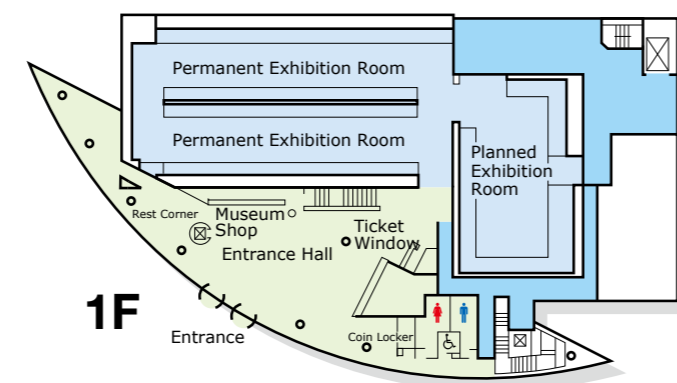 Permanent Exhibition Room
Permanent Exhibition Room
Planned
Exhibition
Room
Rest Corner
Museum
Shop
Ticket
Window
Entrance Hall
1F
Entrance
Coin Locker